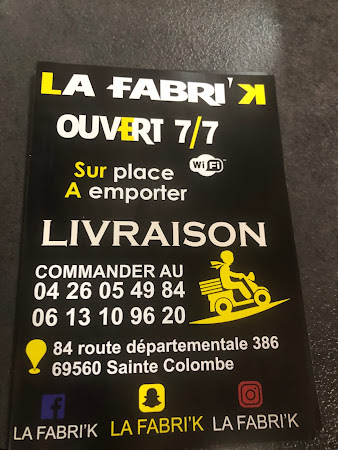 LA FABRI'K
OUVERT 7/7
Sur place
WiFi
A emporter
LIVRAISON
COMMANDER AU
04 26 05 49 84
06 13 10 96 20
84 route départementale 386
69560 Sainte Colombe
LA FABRI'K LA FABRI'K LA FABRI'K